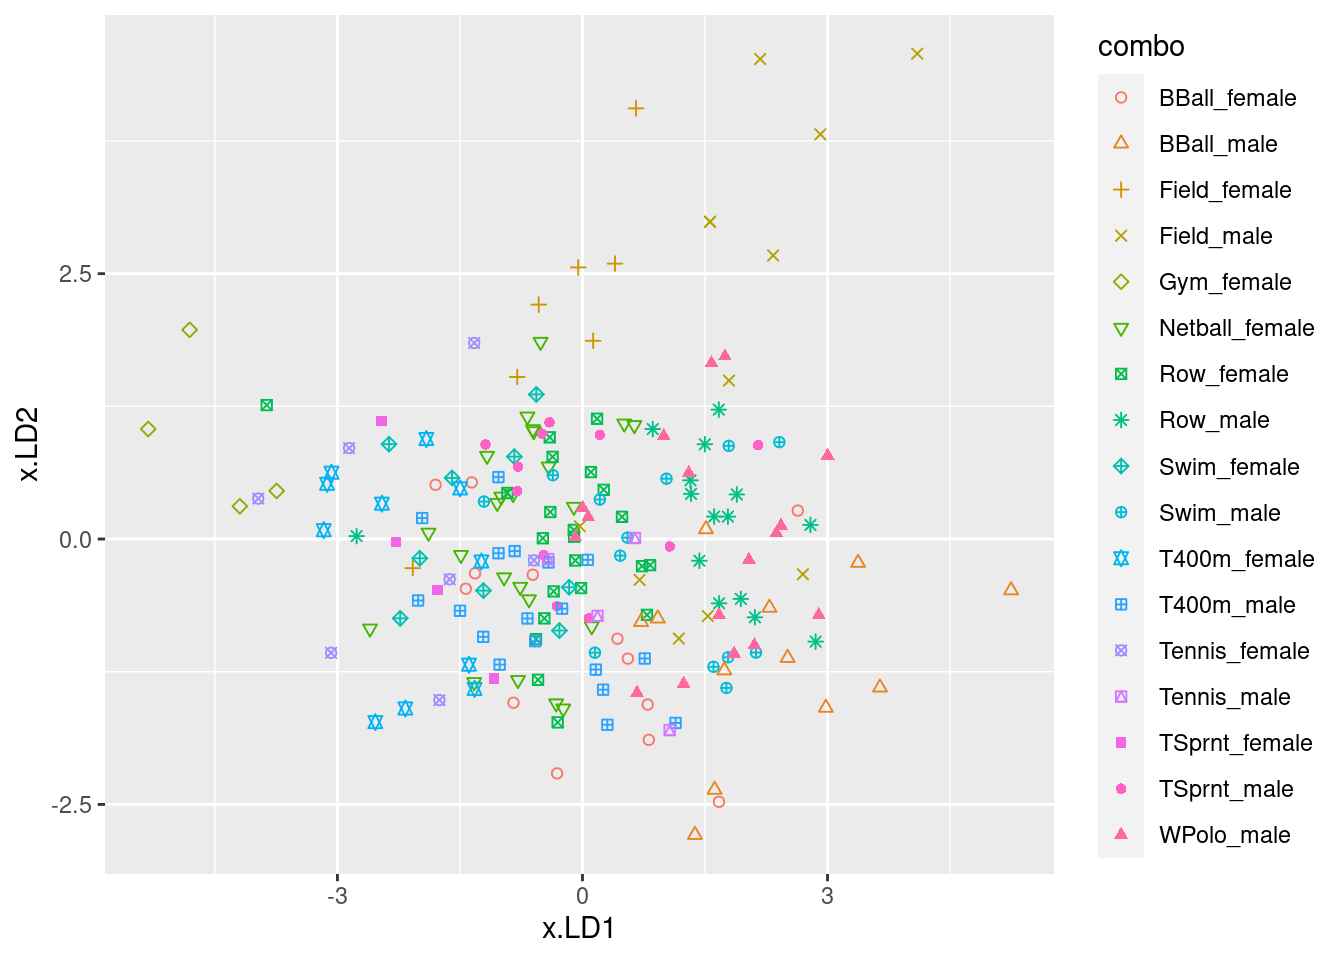 combo
BBall_female
BBall_male
Field_female
Field_male
Gym_female
Netball_female
Row_female
Row_male
Swim_female
Swim_male
T400m_female
T400m_male
Tennis_female
Tennis_male
TSprnt_female
TSprnt_male
WPolo_male
x.LD2
2.5
0.0
-2.5
-3
0
3
x.LD1